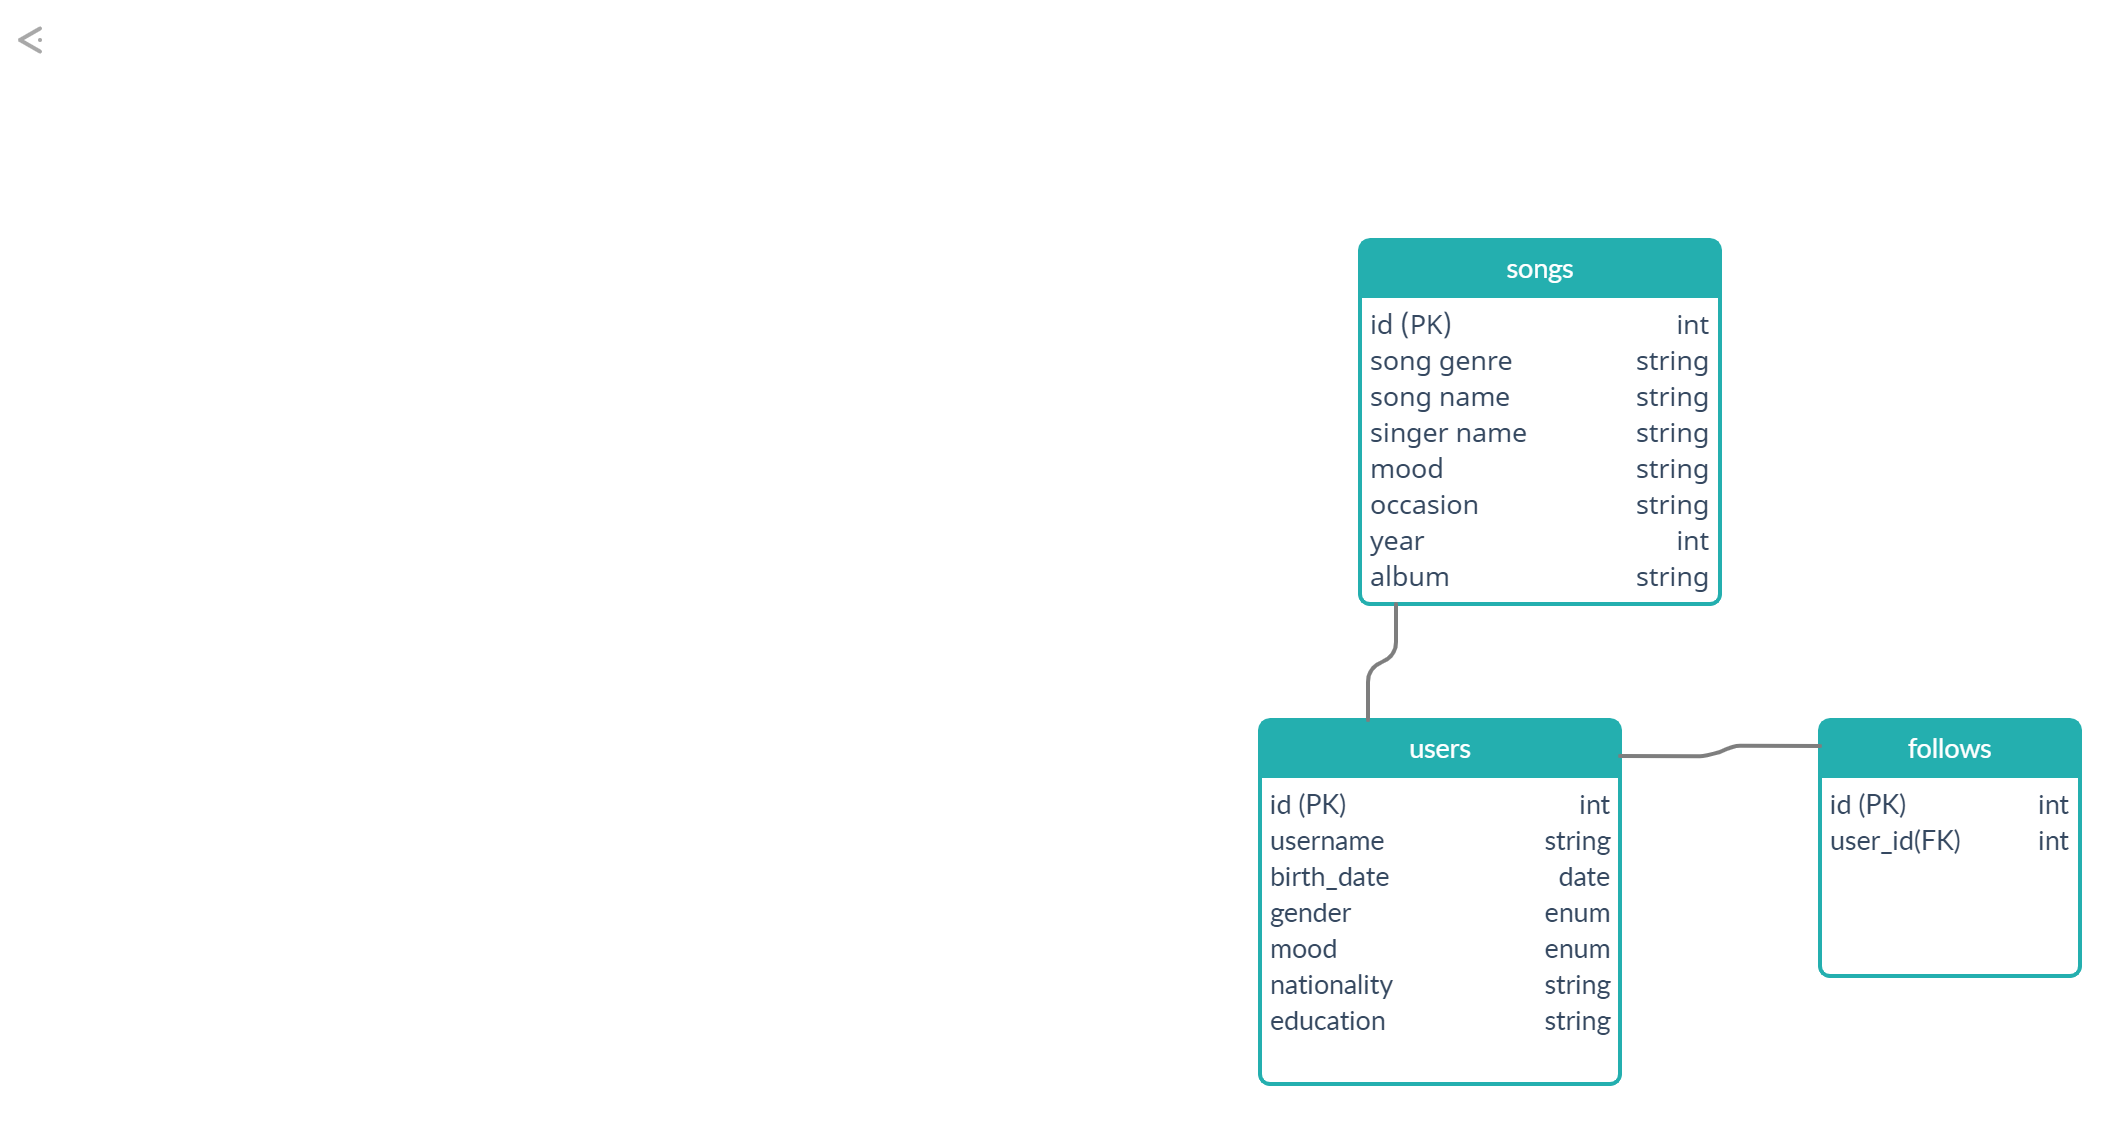 songs
id (PK) int
song genre string
song name string
singer name string
mood string
occasion string
year int
album string
users
id (PK) int
username string
birth_date date
gender enum
mood enum
nationality string
education string
follows
id (PK) int
user_id(FK) int